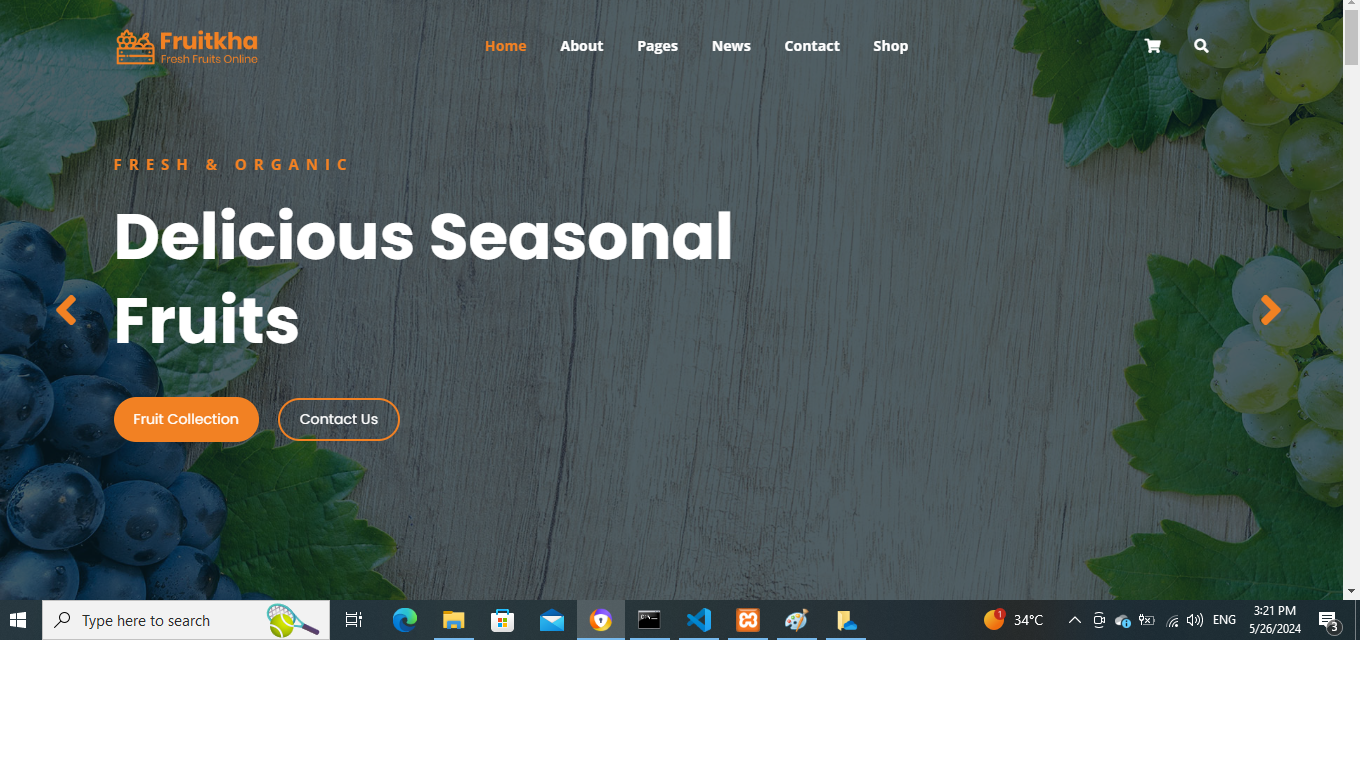 Fruitkha
Fresh Fruits Online
Home About Pages News Contact Shop
FRESH & ORGANIC
Delicious Seasonal
Fruits
Fruit Collection Contact Us
Type here to search
1
34°C
ENG
3:21 PM
5/26/2024
3